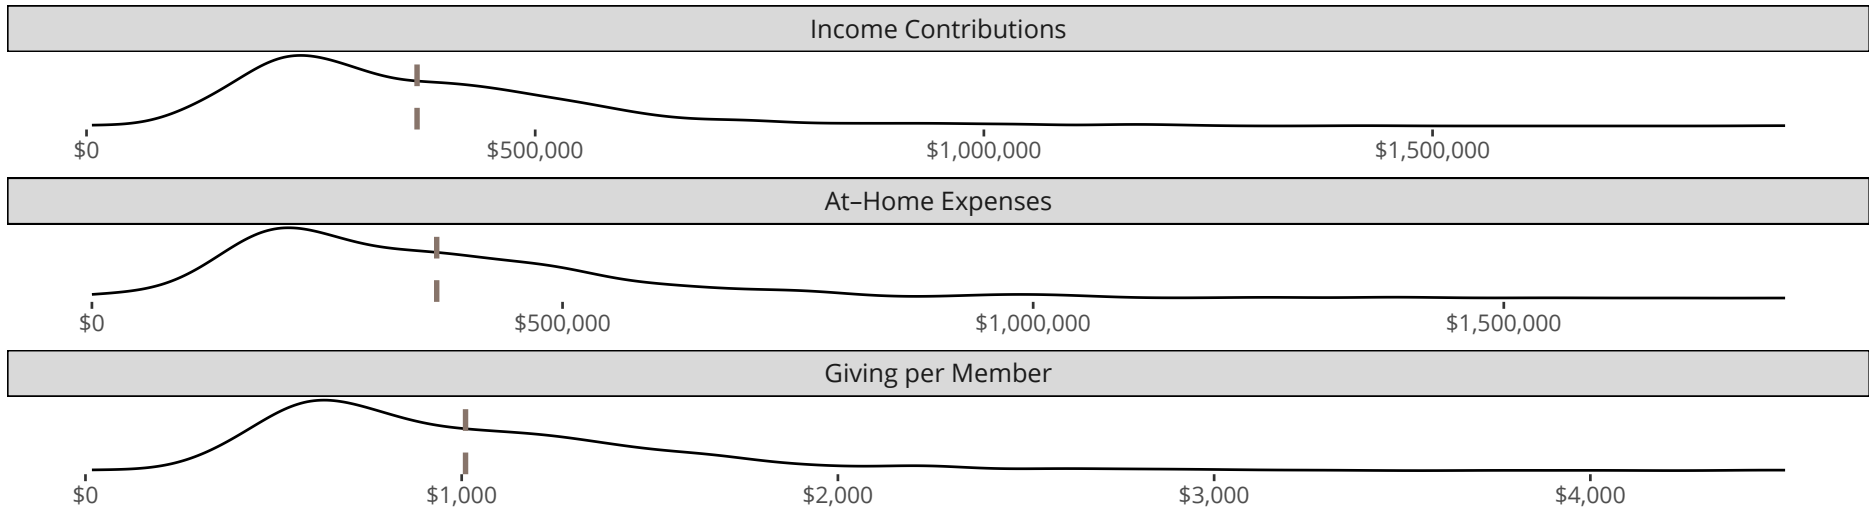 Income Contributions
$0 $500,000 $1,000,000 $1,500,000
At–Home Expenses
$0 $500,000 $1,000,000 $1,500,000
Giving per Member
$0 $1,000 $2,000 $3,000 $4,000